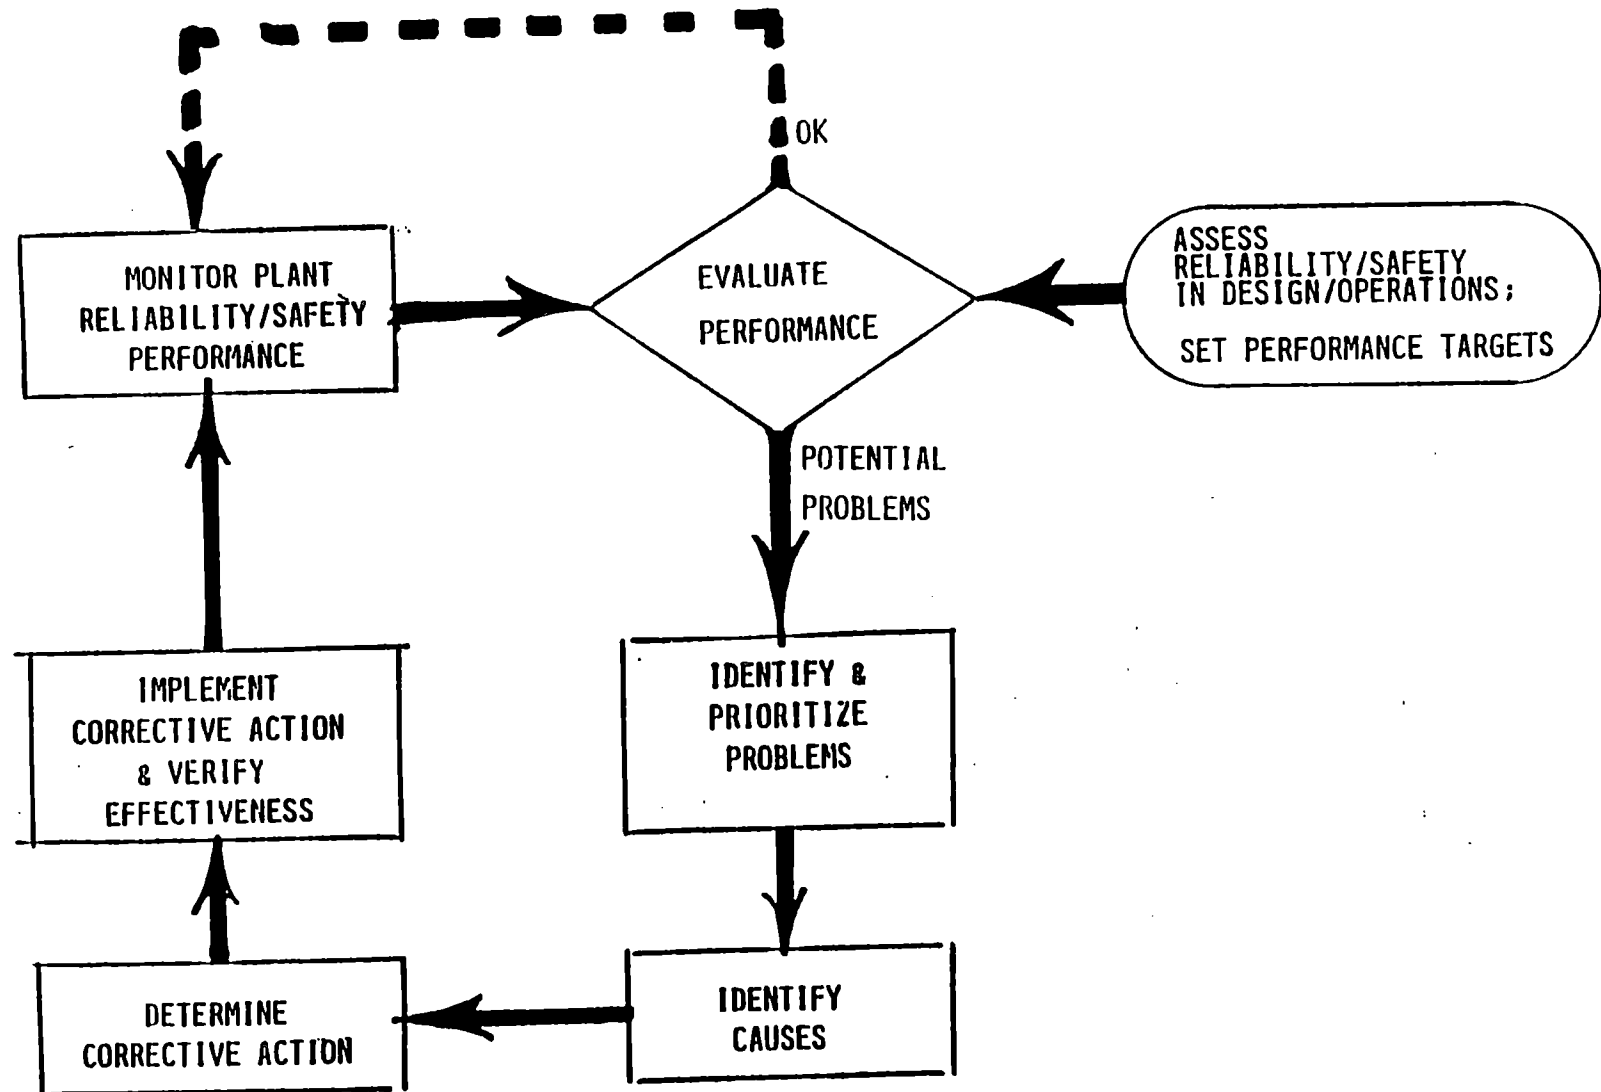 OK
MONITOR PLANT
RELIABILITY/SAFETY
PERFORMANCE
EVALUATE
PERFORMANCE
ASSESS
RELIABILITY/SAFETY
IN DESIGN/OPERATIONS;
SET PERFORMANCE TARGETS
POTENTIAL
PROBLEMS
IDENTIFY &
PRIORITIZE
PROBLEMS
IMPLEMENT
CORRECTIVE ACTION
& VERIFY
EFFECTIVENESS
IDENTIFY
CAUSES
DETERMINE
CORRECTIVE ACTION